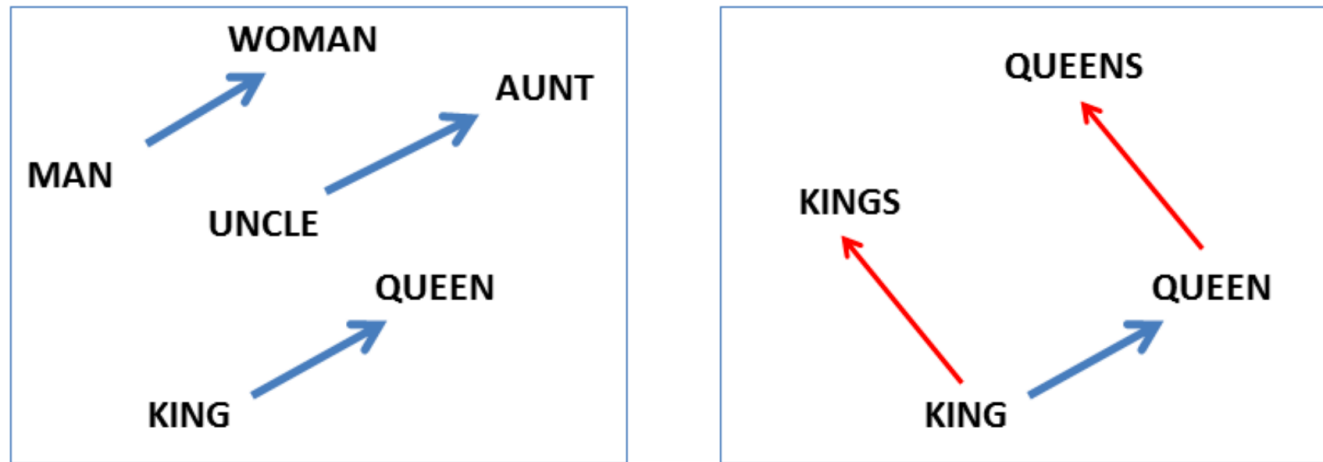 WOMAN
AUNT
MAN
UNCLE
QUEEN
KING
QUEENS
KINGS
QUEEN
KING